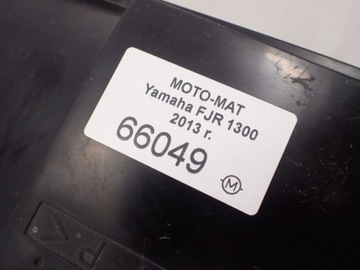 MOTO-MAT
Yamaha FJR 1300
2013 r.
66049
M